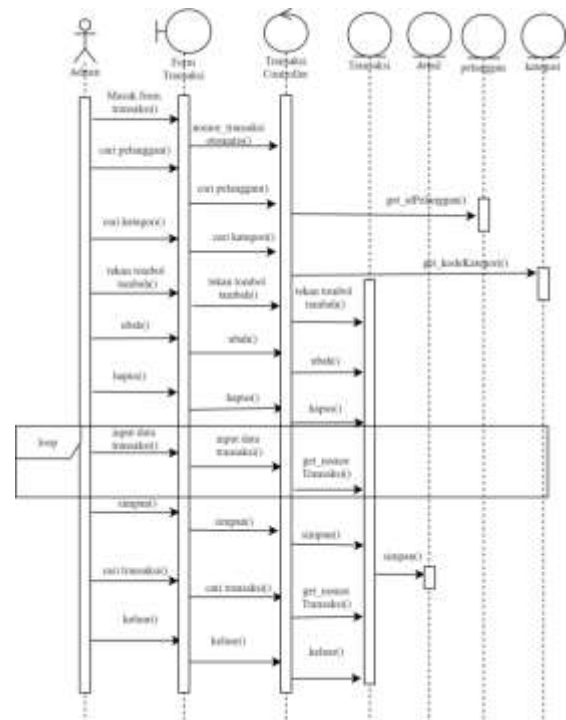 Admin
Form
Transaksi
Transaksi
Controller
Transaksi
detail
pelanggan
kategori
Masuk form
transaksi()
nomor_transaksi
otomatis()
cari pelanggan()
cari pelanggan()
get_idPelanggan()
cari kategori()
cari kategori()
get_kodeKategori()
tekan tombol
tambah()
tekan tombol
tambah()
tekan tombol
tambah()
ubah()
ubah()
ubah()
hapus()
hapus()
hapus()
loop
input data
transaksi()
input data
transaksi()
get_nomor
Transaksi()
simpan()
simpan()
simpan()
simpan()
cari transaksi()
cari transaksi()
get_nomor
Transaksi()
keluar()
keluar()
keluar()